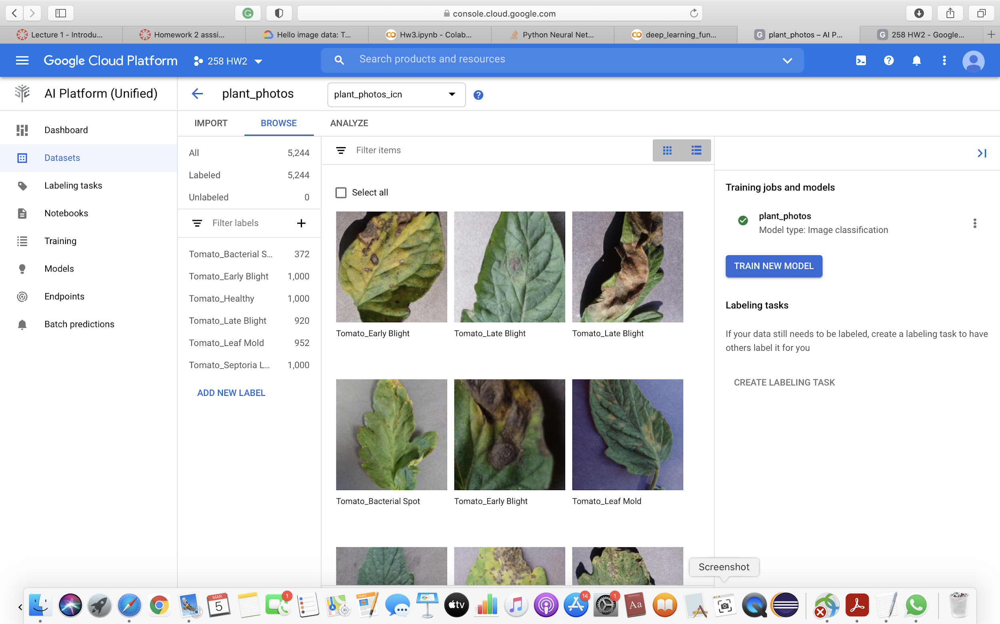 console.cloud.google.com
Lecture 1 - Introdu...
Homework 2 asssi...
Hello image data: T...
Hw3.ipynb - Colab...
Python Neural Net...
deep_learning_fun...
plant_photos – AI P...
258 HW2 - Google...
Google Cloud Platform
258 HW2
Search products and resources
AI Platform (Unified)
plant_photos
plant_photos_icn
Dashboard
Datasets
Labeling tasks
Notebooks
Training
Models
Endpoints
Batch predictions
IMPORT
BROWSE
ANALYZE
All 5,244
Labeled 5,244
Unlabeled 0
Filter labels
Tomato_Bacterial S... 372
Tomato_Early Blight 1,000
Tomato_Healthy 1,000
Tomato_Late Blight 920
Tomato_Leaf Mold 952
Tomato_Septoria L... 1,000
ADD NEW LABEL
Filter items
Select all
Tomato_Early Blight
Tomato_Late Blight
Tomato_Late Blight
Tomato_Bacterial Spot
Tomato_Early Blight
Tomato_Leaf Mold
Training jobs and models
plant_photos
Model type: Image classification
TRAIN NEW MODEL
Labeling tasks
If your data still needs to be labeled, create a labeling task to have
others label it for you
CREATE LABELING TASK
Screenshot
MAR
5
1
3D
PAGES
tv
14
1
Dictionary
Aa